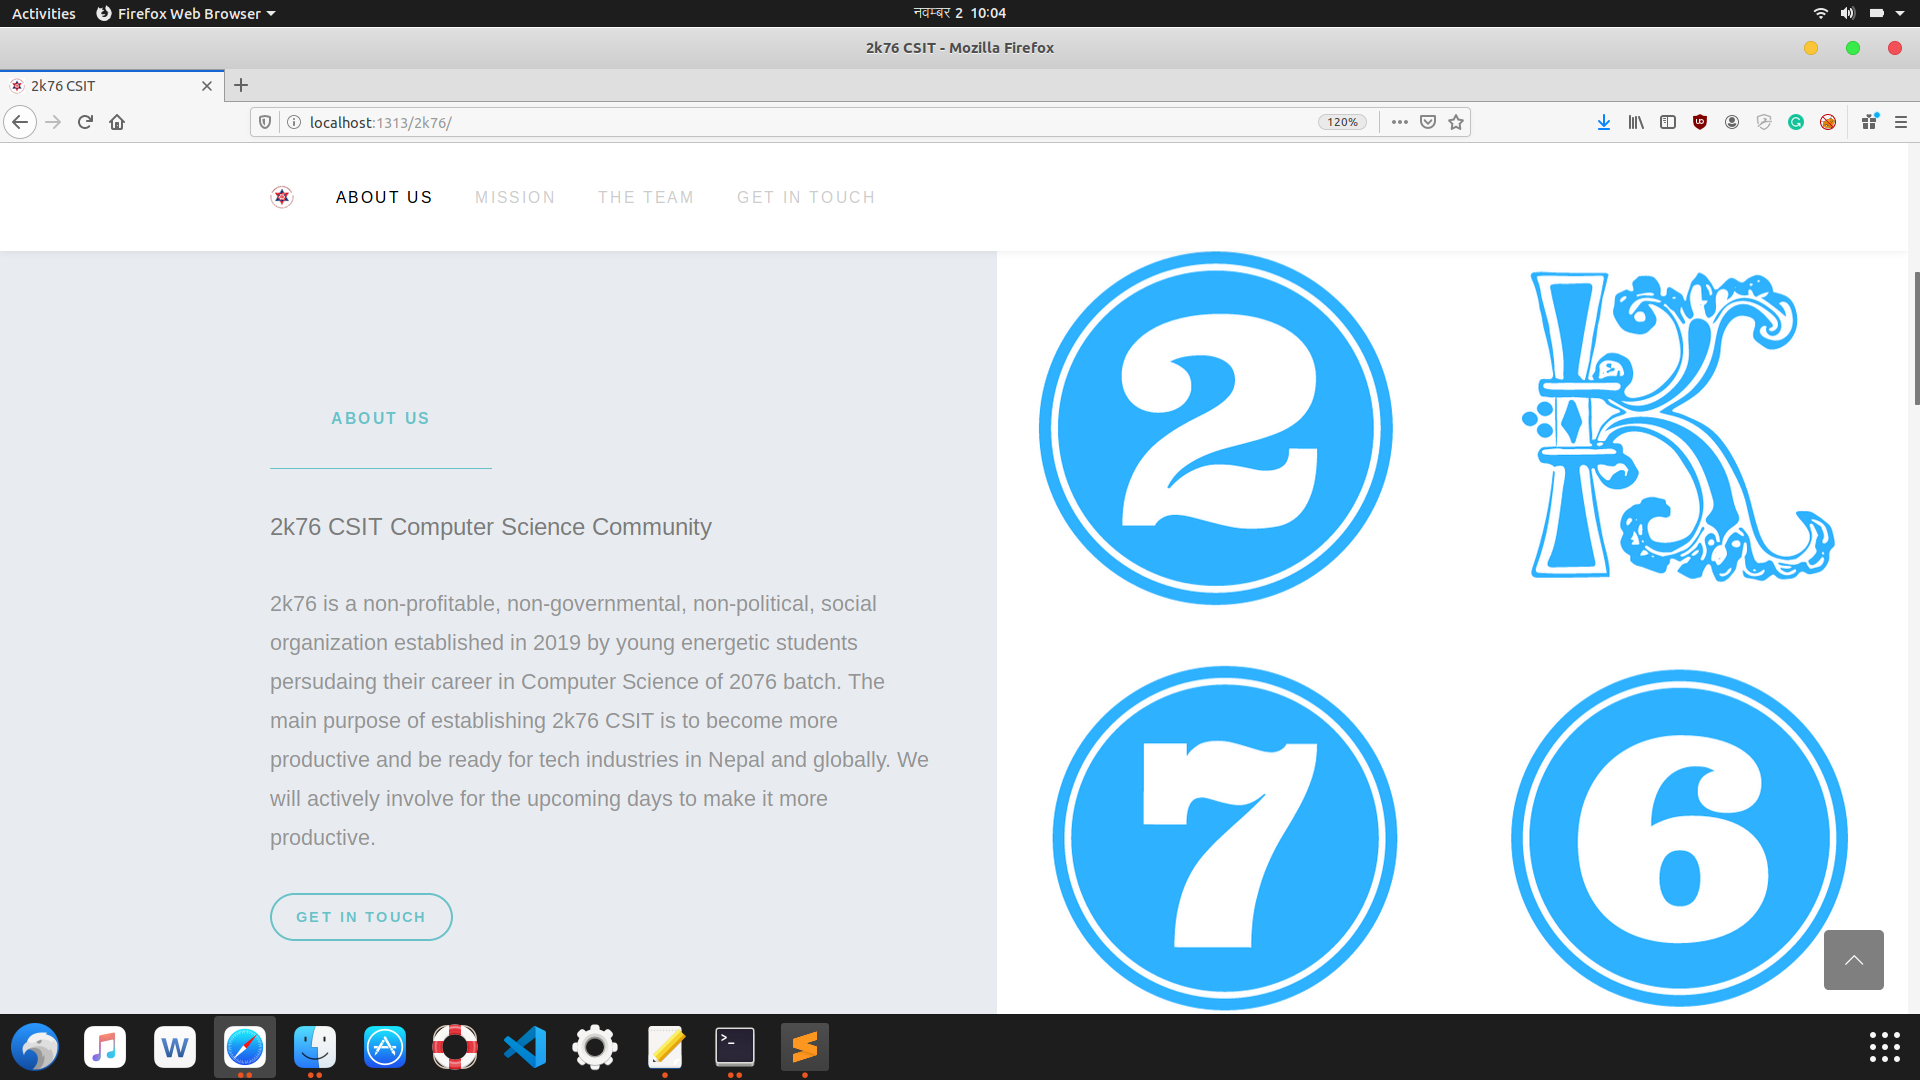 Activities Firefox Web Browser नवम्बर 2 10:04
2k76 CSIT - Mozilla Firefox
2k76 CSIT
localhost:1313/2k76/ 120%
ABOUT US MISSION THE TEAM GET IN TOUCH
ABOUT US
2k76 CSIT Computer Science Community
2k76 is a non-profitable, non-governmental, non-political, social
organization established in 2019 by young energetic students
persudaing their career in Computer Science of 2076 batch. The
main purpose of establishing 2k76 CSIT is to become more
productive and be ready for tech industries in Nepal and globally. We
will actively involve for the upcoming days to make it more
productive.
GET IN TOUCH
2 K
7 6
W >_